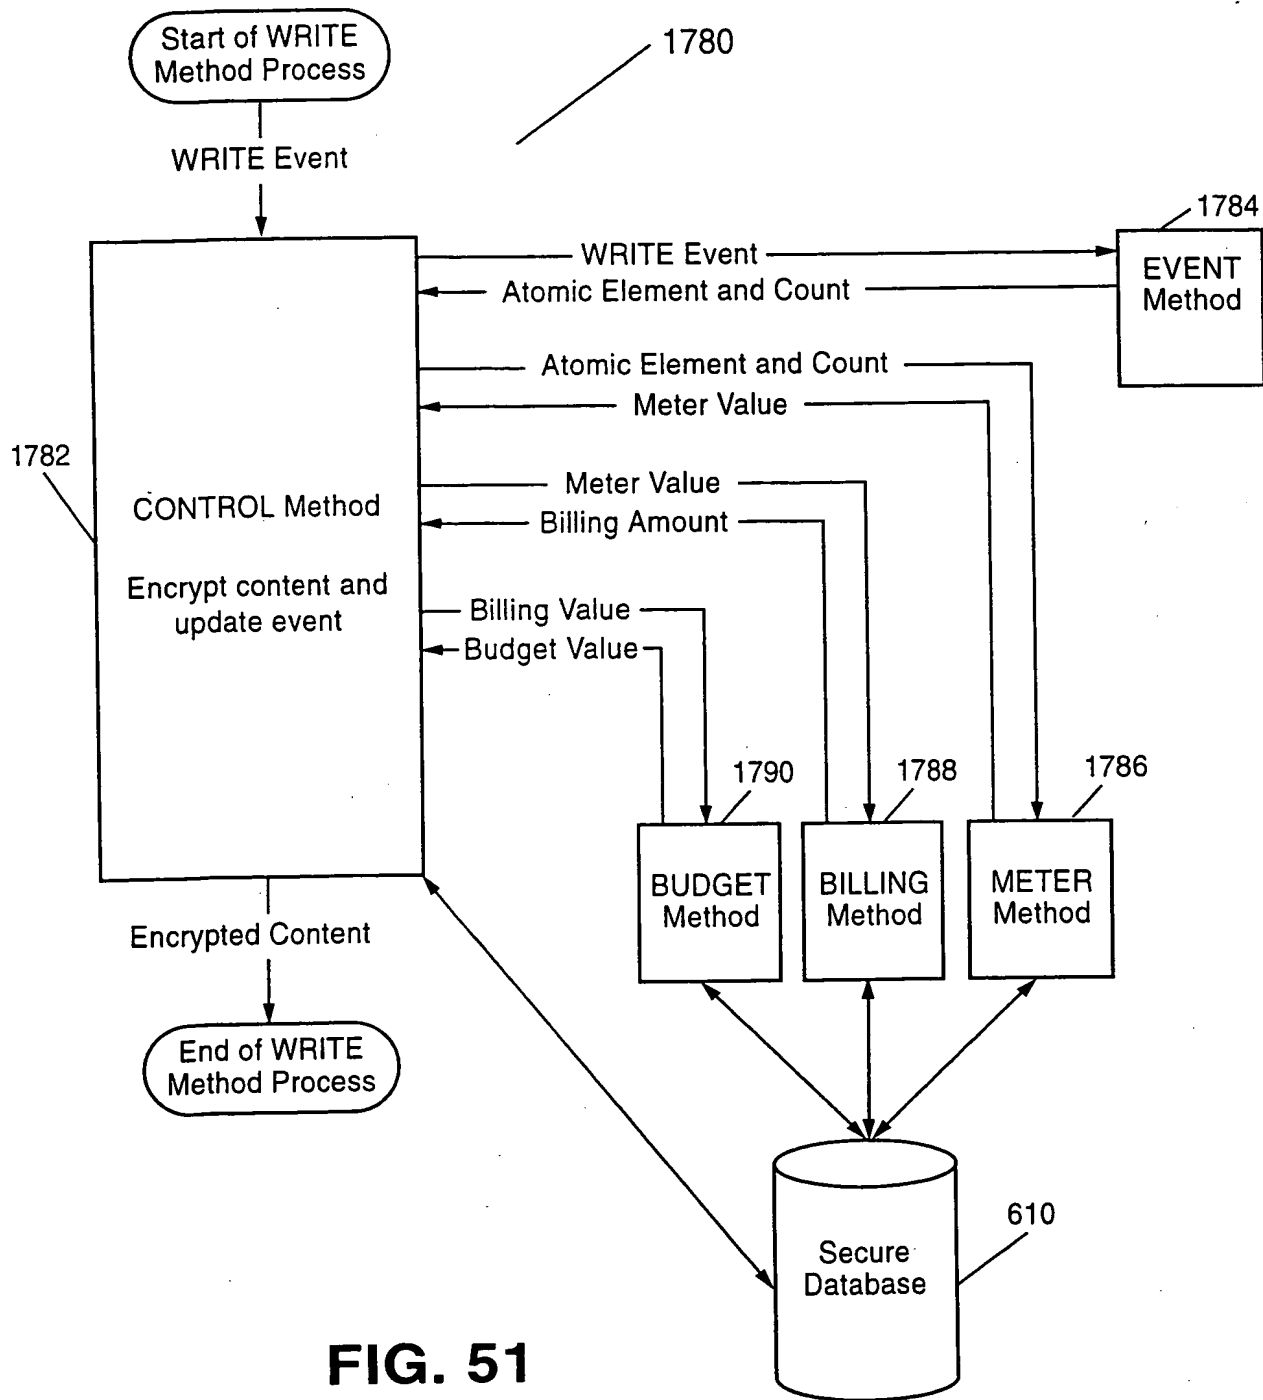 Start of WRITE
Method Process
1780
WRITE Event
1784
WRITE Event
EVENT
Method
Atomic Element and Count
Atomic Element and Count
Meter Value
1782
CONTROL Method
Encrypt content and
update event
Meter Value
Billing Amount
Billing Value
Budget Value
1790
1788
1786
BUDGET
Method
BILLING
Method
METER
Method
Encrypted Content
End of WRITE
Method Process
610
Secure
Database
FIG. 51